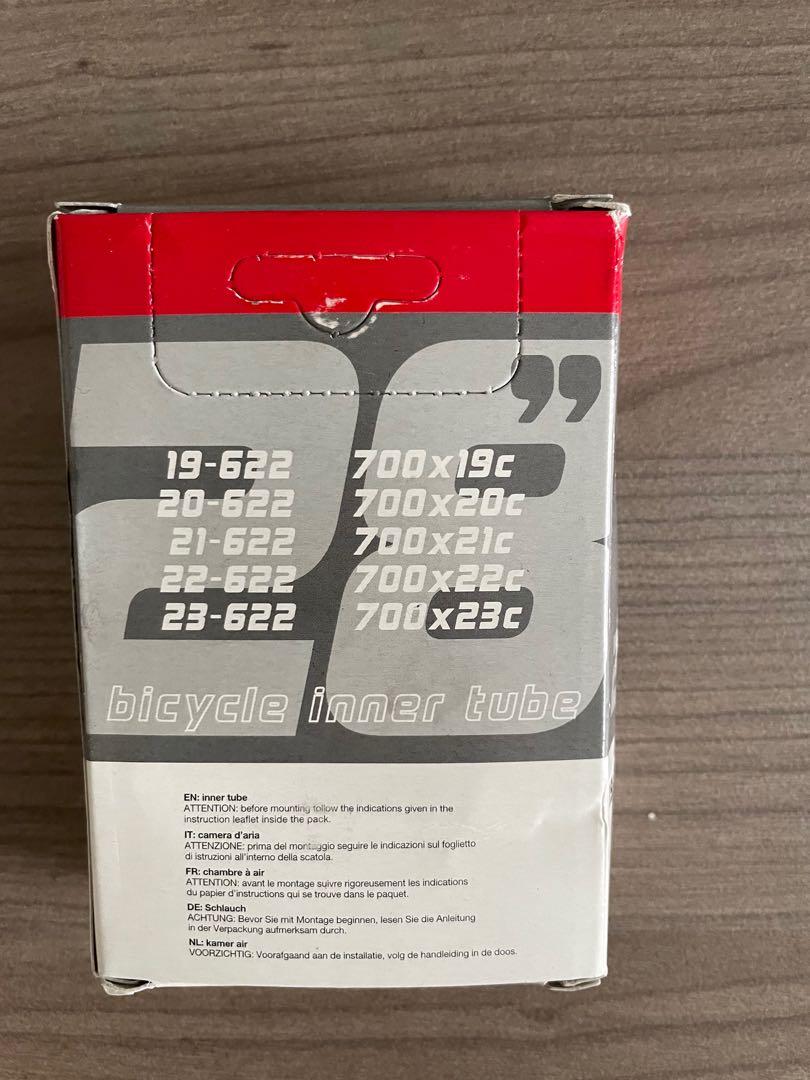 28”
19-622 700x19c
20-622 700x20c
21-622 700x21c
22-622 700x22c
23-622 700x23c
bicycle inner tube
EN: inner tube
ATTENTION: before mounting follow the indications given in the
instruction leaflet inside the pack.
IT: camera d'aria
ATTENZIONE: prima del montaggio seguire le indicazioni sul foglietto
di istruzioni all'interno della scatola.
FR: chambre à air
ATTENTION: avant le montage suivre rigoreusement les indications
du papier d'instructions qui se trouve dans le paquet.
DE: Schlauch
ACHTUNG: Bevor Sie mit Montage beginnen, lesen Sie die Anleitung
in der Verpackung aufmerksam durch.
NL: kamer air
VOORZICHTIG: Voorafgaand aan de installatie, volg de handleiding in de doos.